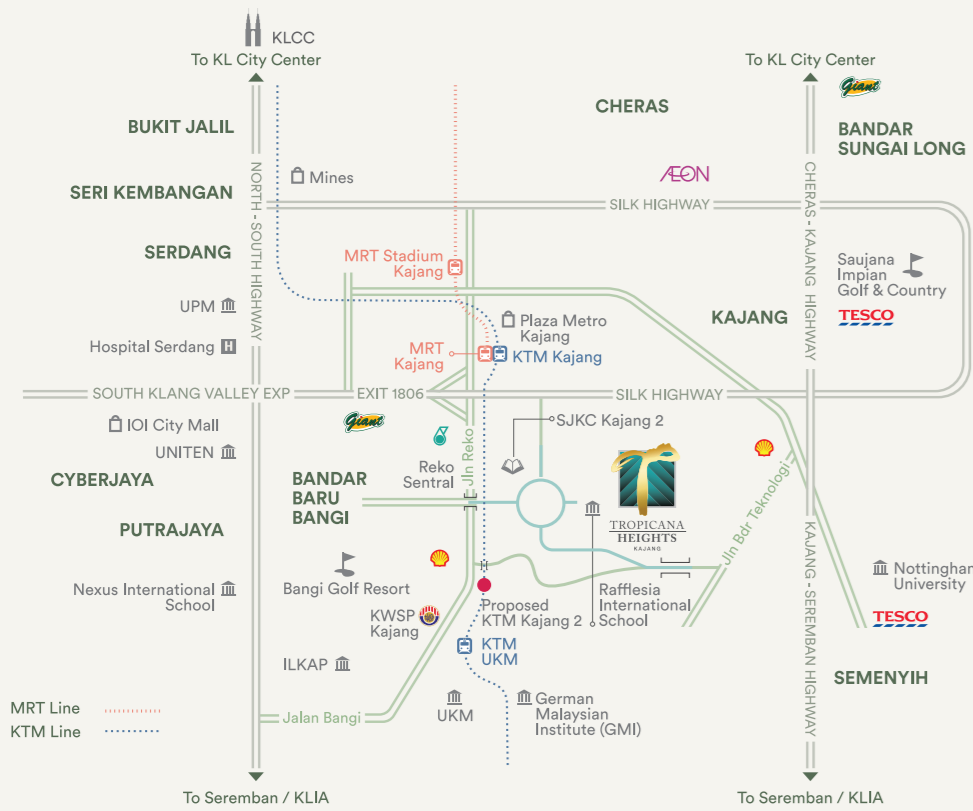 KLCC
To KL City Center
To KL City Center
Giant
CHERAS
BUKIT JALIL
BANDAR
SUNGAI LONG
NORTH - SOUTH HIGHWAY
CHERAS - KAJANG HIGHWAY
Mines
ÆON
SERI KEMBANGAN
SILK HIGHWAY
SERDANG
MRT Stadium
Kajang
Saujana
Impian
Golf & Country
UPM
Plaza Metro
Kajang
KAJANG
TESCO
Hospital Serdang
MRT
Kajang
KTM Kajang
SOUTH KLANG VALLEY EXP
EXIT 1806
SILK HIGHWAY
IOI City Mall
Giant
SJKC Kajang 2
UNITEN
Jln Reko
Reko
Sentral
CYBERJAYA
BANDAR
BARU
BANGI
TROPICANA
HEIGHTS
KAJANG
Jln Bdr Teknologi
PUTRAJAYA
KAJANG - SEREMBAN HIGHWAY
Nexus International
School
Bangi Golf Resort
Nottingham
University
KWSP
Kajang
Proposed
KTM Kajang 2
Rafflesia
International
School
TESCO
KTM
UKM
ILKAP
SEMENYIH
UKM
German
Malaysian
Institute (GMI)
Jalan Bangi
MRT Line
KTM Line
To Seremban / KLIA
To Seremban / KLIA